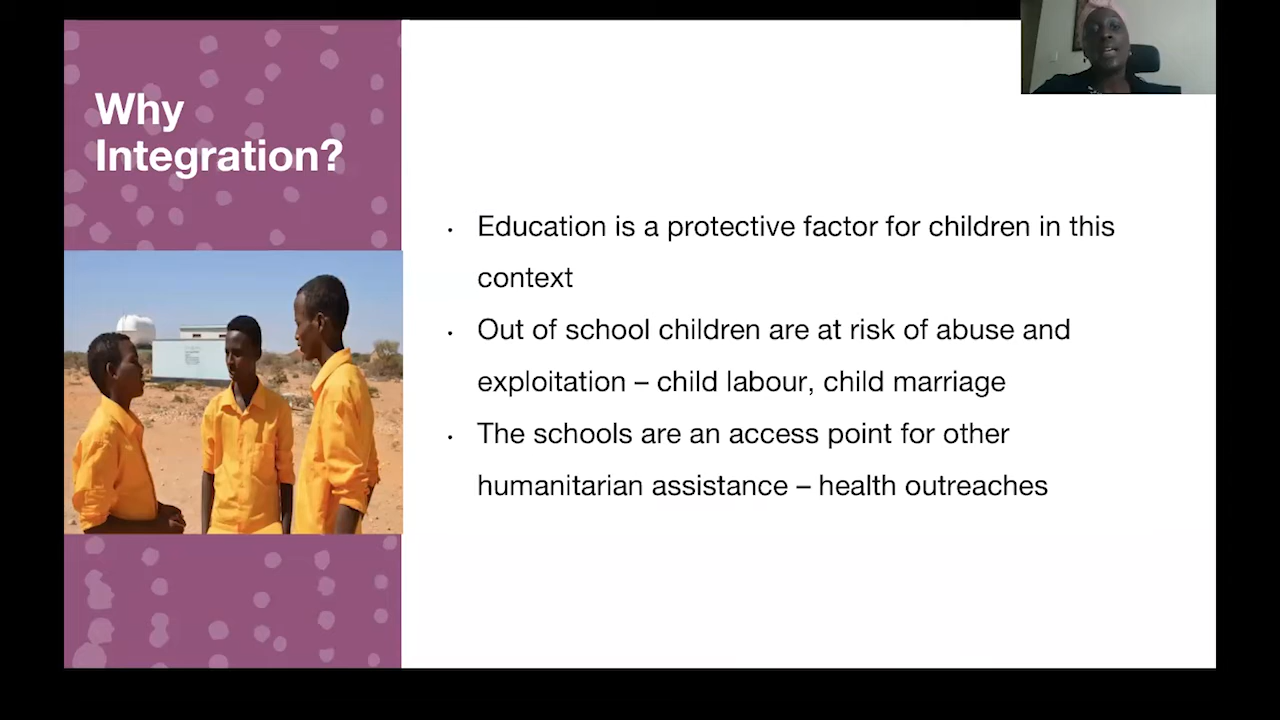 Why
Integration?
• Education is a protective factor for children in this
context
• Out of school children are at risk of abuse and
exploitation – child labour, child marriage
• The schools are an access point for other
humanitarian assistance – health outreaches